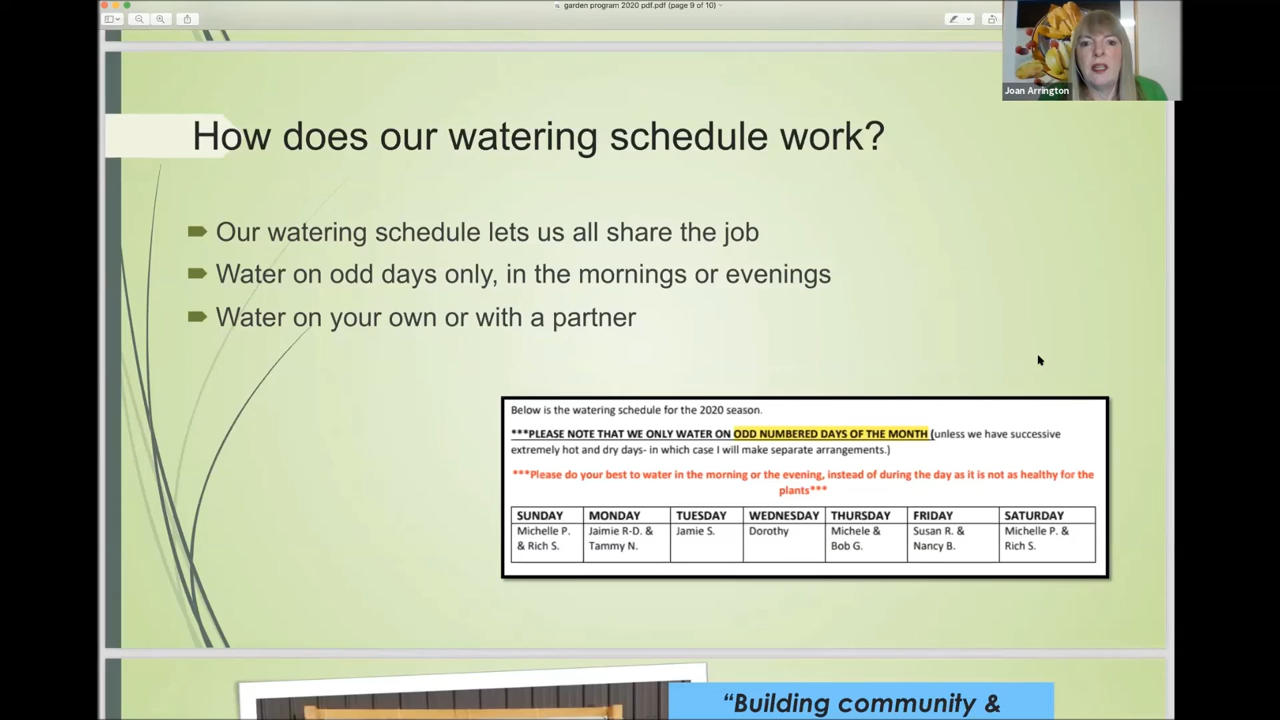 garden program 2020 pdf.pdf (page 9 of 10)
Joan Arrington
How does our watering schedule work?
Our watering schedule lets us all share the job
Water on odd days only, in the mornings or evenings
Water on your own or with a partner
Below is the watering schedule for the 2020 season.
***PLEASE NOTE THAT WE ONLY WATER ON ODD NUMBERED DAYS OF THE MONTH (unless we have successive
extremely hot and dry days- in which case I will make separate arrangements.)
***Please do your best to water in the morning or the evening, instead of during the day as it is not as healthy for the
plants***
SUNDAY MONDAY TUESDAY WEDNESDAY THURSDAY FRIDAY SATURDAY
Michelle P. Jaimie R-D. & Jamie S. Dorothy Michele & Susan R. & Michelle P. &
& Rich S. Tammy N. Bob G. Nancy B. Rich S.
“Building community &